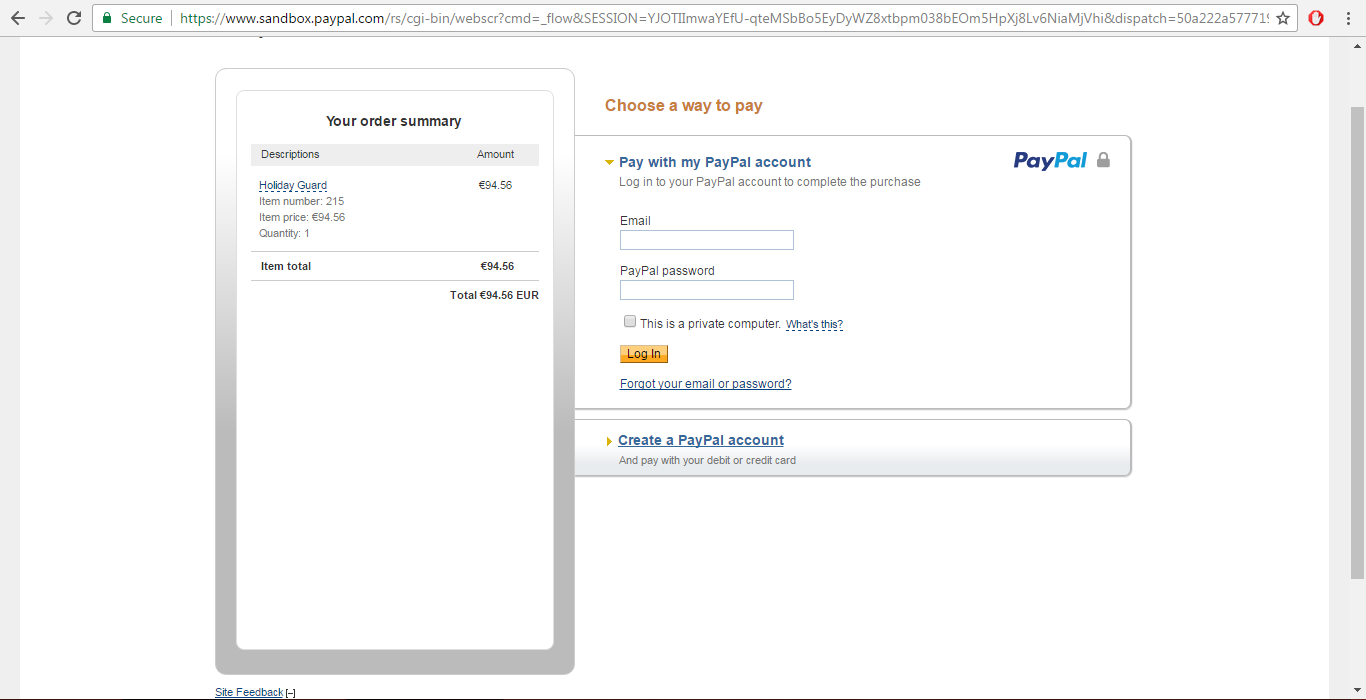 Secure
https://www.sandbox.paypal.com/rs/cgi-bin/webscr?cmd=_flow&SESSION=YJOTIImwaYEfU-qteMSbBo5EyDyWZ8xtbpm038bEOm5HpXj8Lv6NiaMjVhi&dispatch=50a222a577719
Your order summary
Descriptions Amount
Holiday Guard €94.56
Item number: 215
Item price: €94.56
Quantity: 1
Item total €94.56
Total €94.56 EUR
Choose a way to pay
Pay with my PayPal account
PayPal
Log in to your PayPal account to complete the purchase
Email
PayPal password
This is a private computer. What's this?
Log In
Forgot your email or password?
Create a PayPal account
And pay with your debit or credit card
Site Feedback [–]